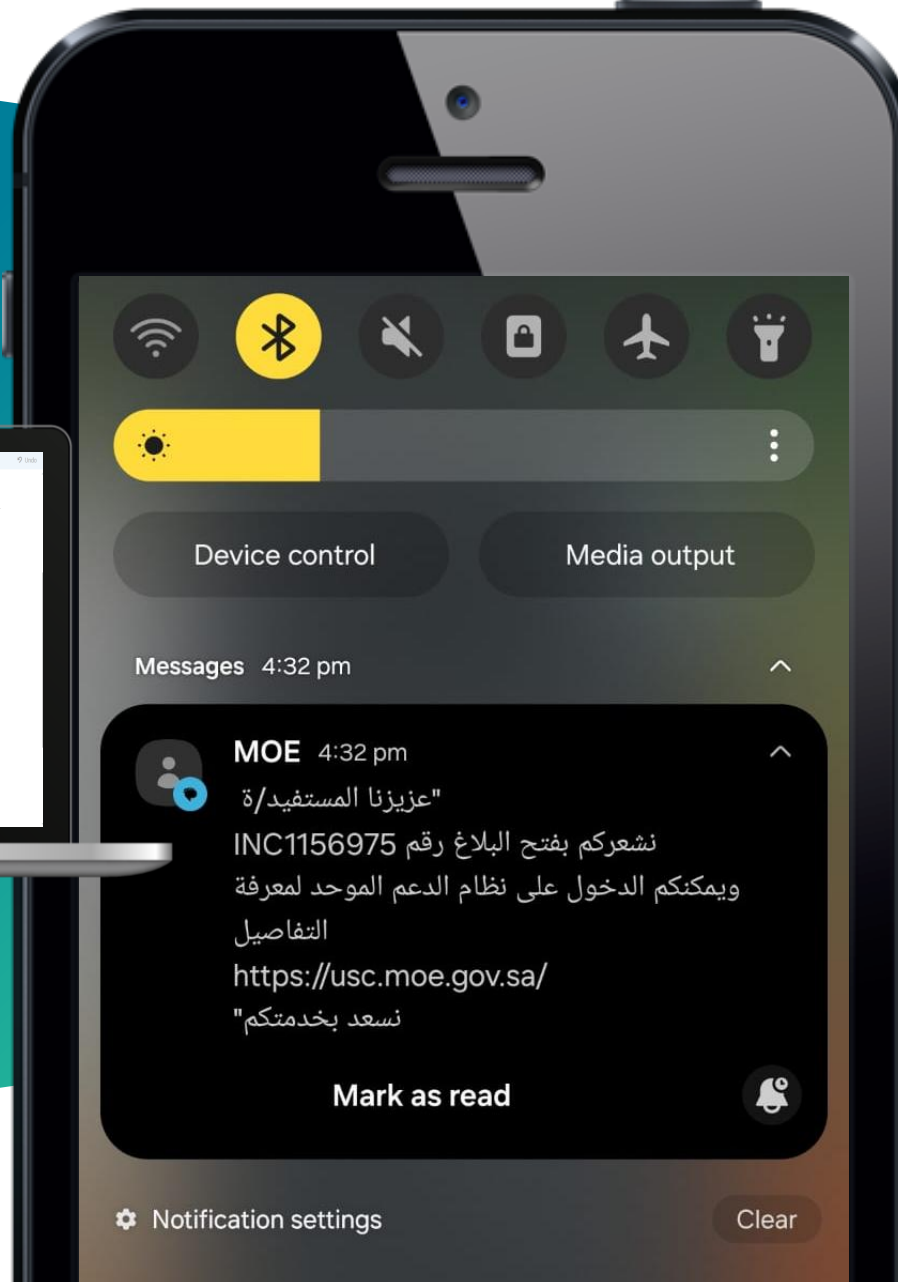 Undo
Device control
Media output
Messages 4:32 pm
MOE 4:32 pm
"عزيزنا المستفيد/ة
نشعركم بفتح البلاغ رقم INC1156975
ويمكنكم الدخول على نظام الدعم الموحد لمعرفة
التفاصيل
https://usc.moe.gov.sa/
نسعد بخدمتكم"
Mark as read
Notification settings
Clear